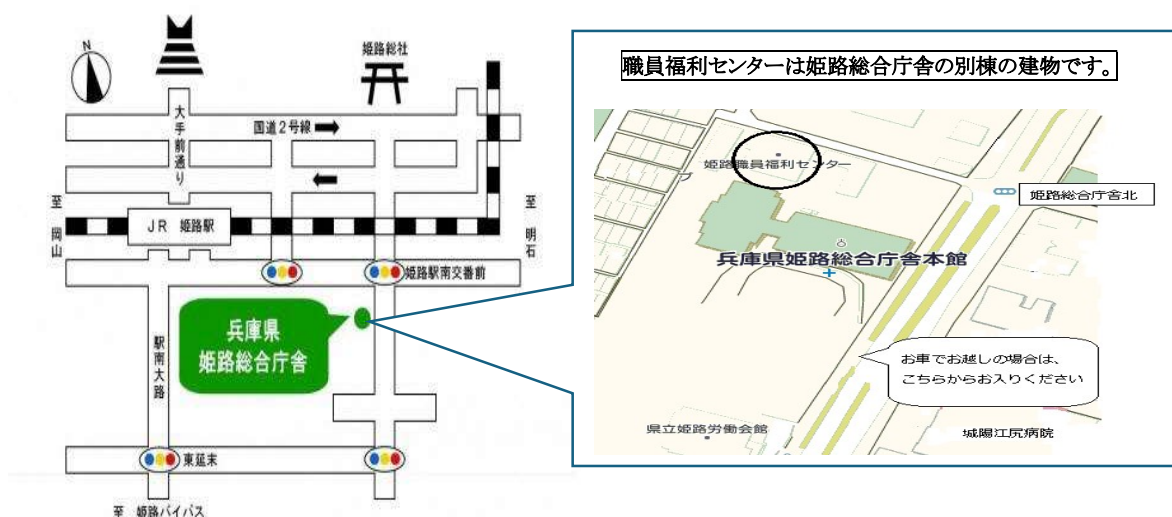 N
姫路総社
国道2号線
大手前通り
至 岡山
JR 姫路駅
至 明石
姫路駅南交番前
兵庫県
姫路総合庁舎
駅南大路
東延末
至 姫路バイパス
職員福利センターは姫路総合庁舎の別棟の建物です。
姫路職員福利センター
姫路総合庁舎北
兵庫県姫路総合庁舎本館
お車でお越しの場合は、
こちらからお入りください
県立姫路労働会館
城陽江尻病院